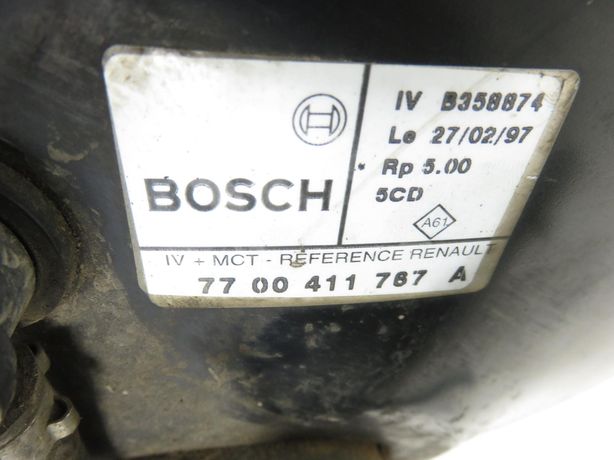 BOSCH
IV B358874
Le 27/02/97
Rp 5.00
5CD
A61
IV + MCT - REFERENCE RENAULT
77 00 411 767 A